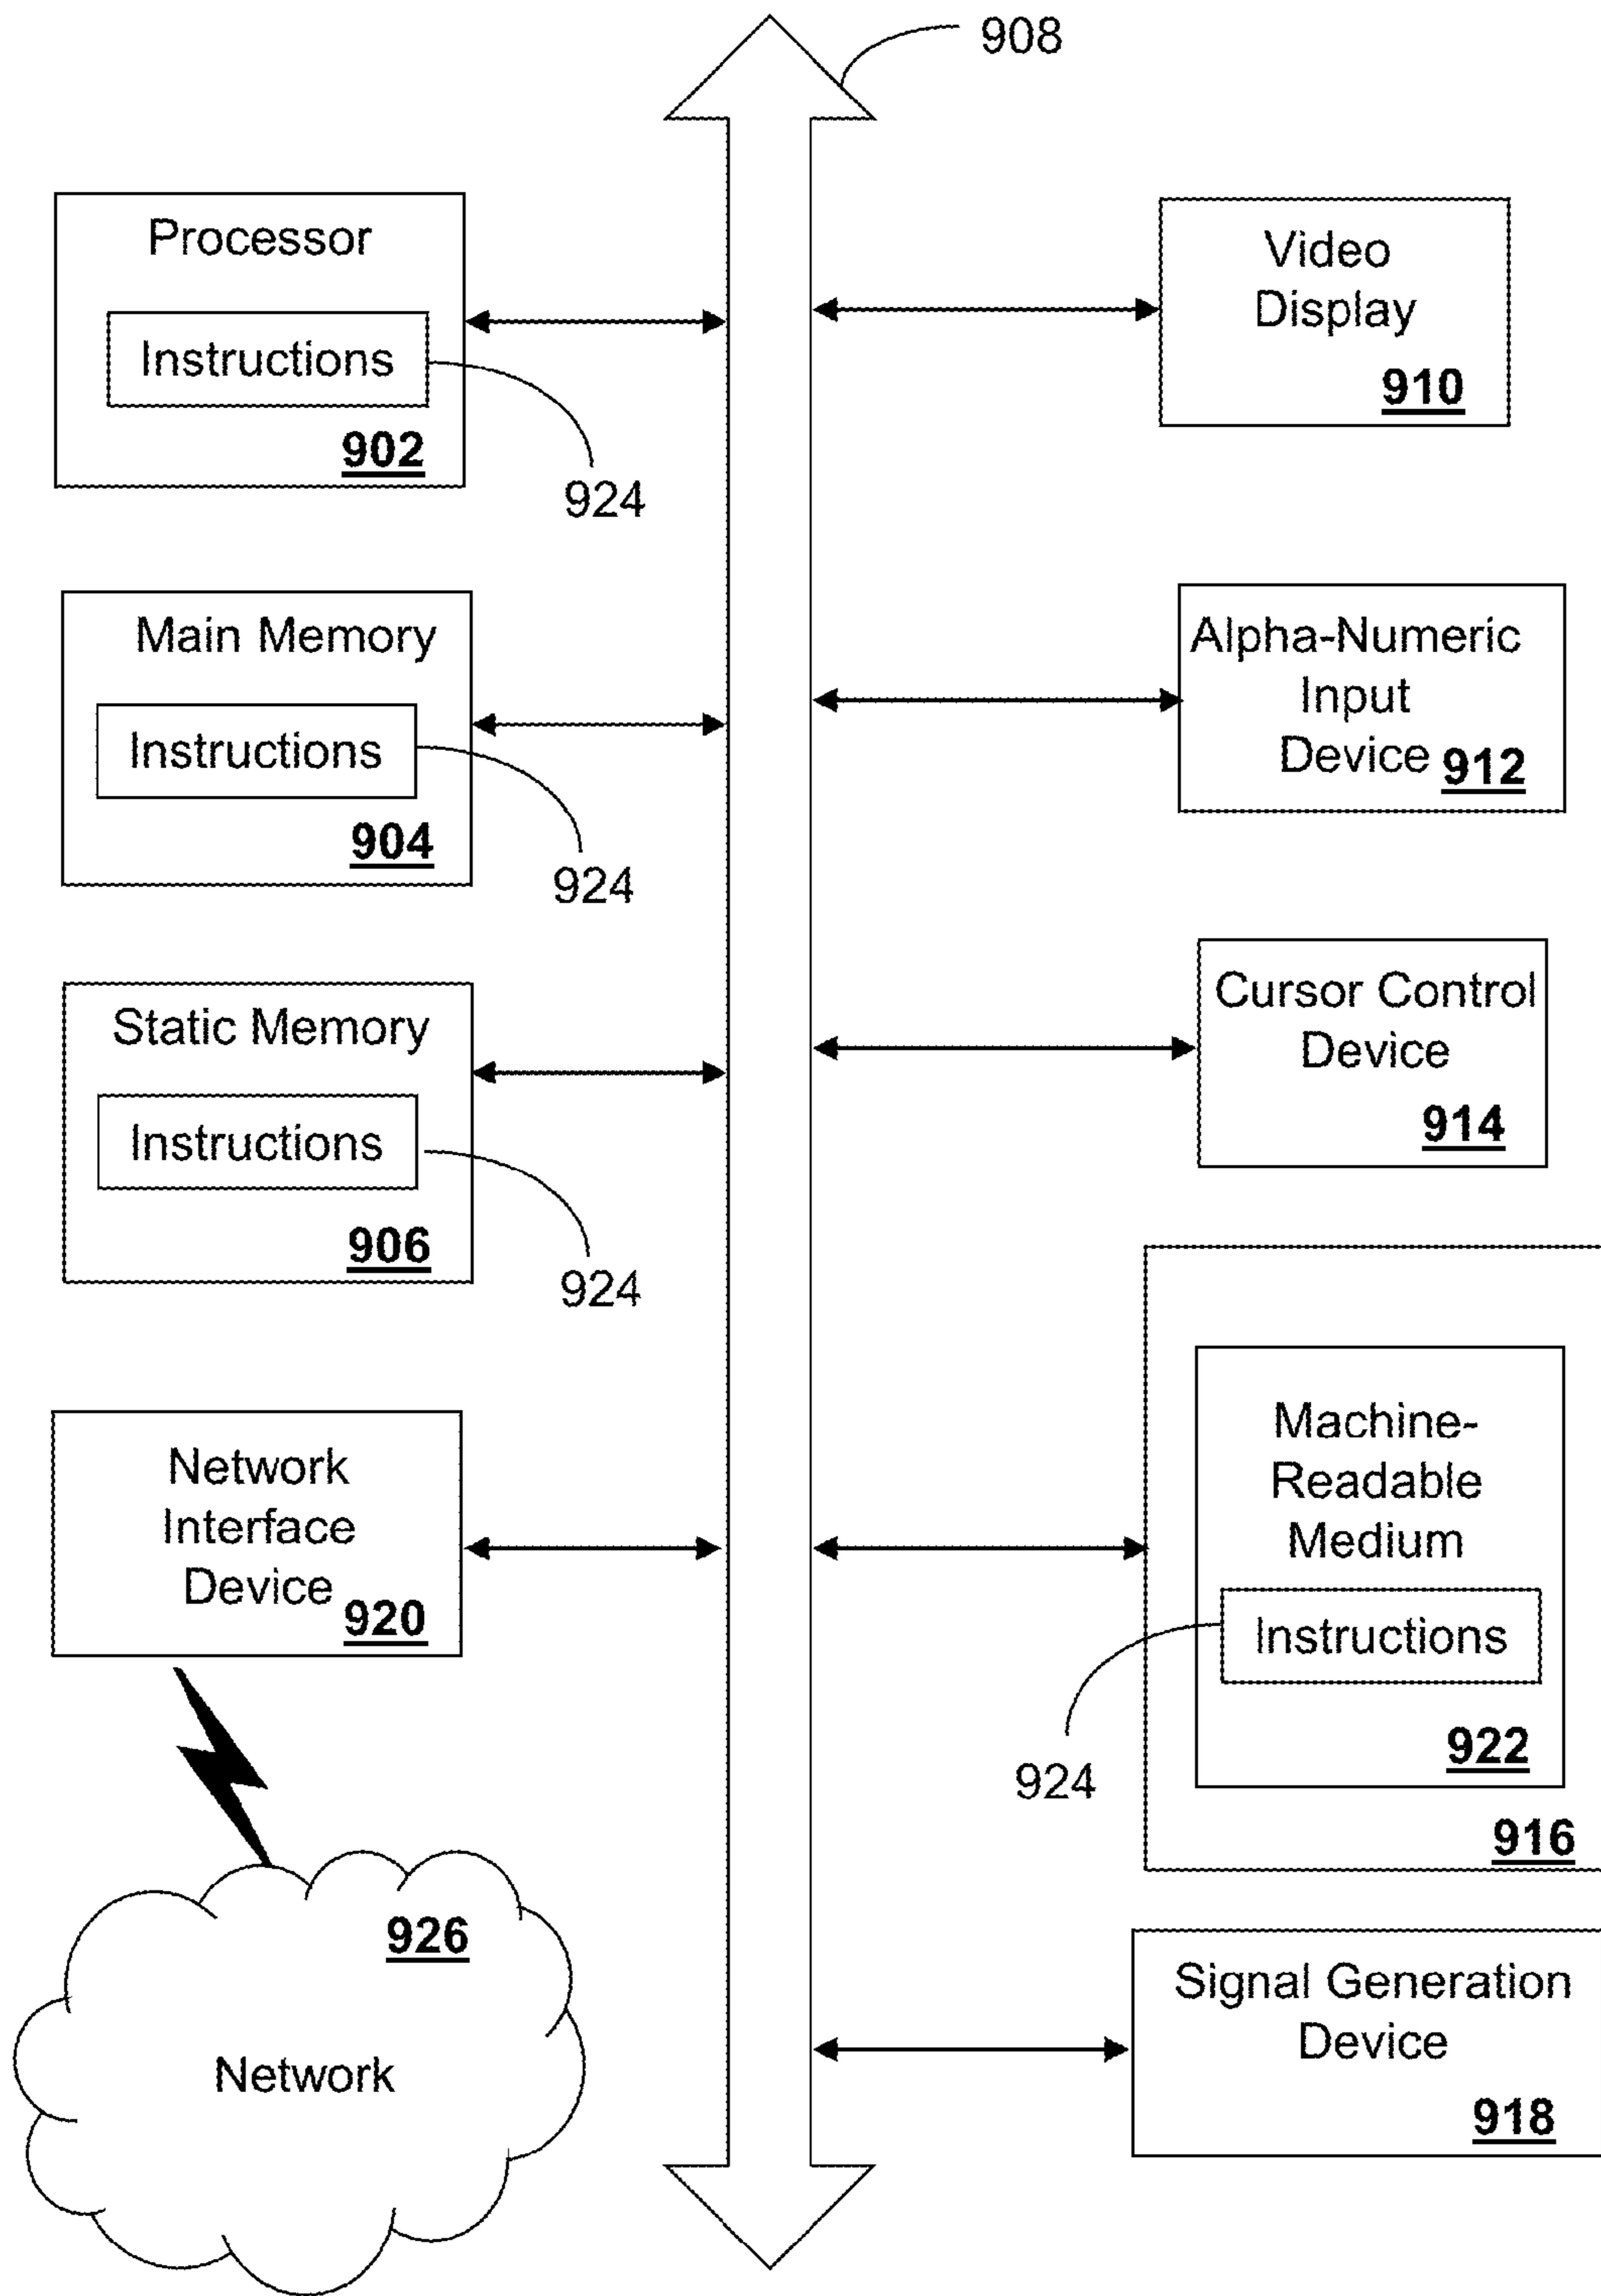 908
Processor
Instructions
902
924
Main Memory
Instructions
904
924
Static Memory
Instructions
906
924
Network
Interface
Device
920
926
Network
Video
Display
910
Alpha-Numeric
Input
Device 912
Cursor Control
Device
914
Machine-
Readable
Medium
Instructions
922
924
916
Signal Generation
Device
918